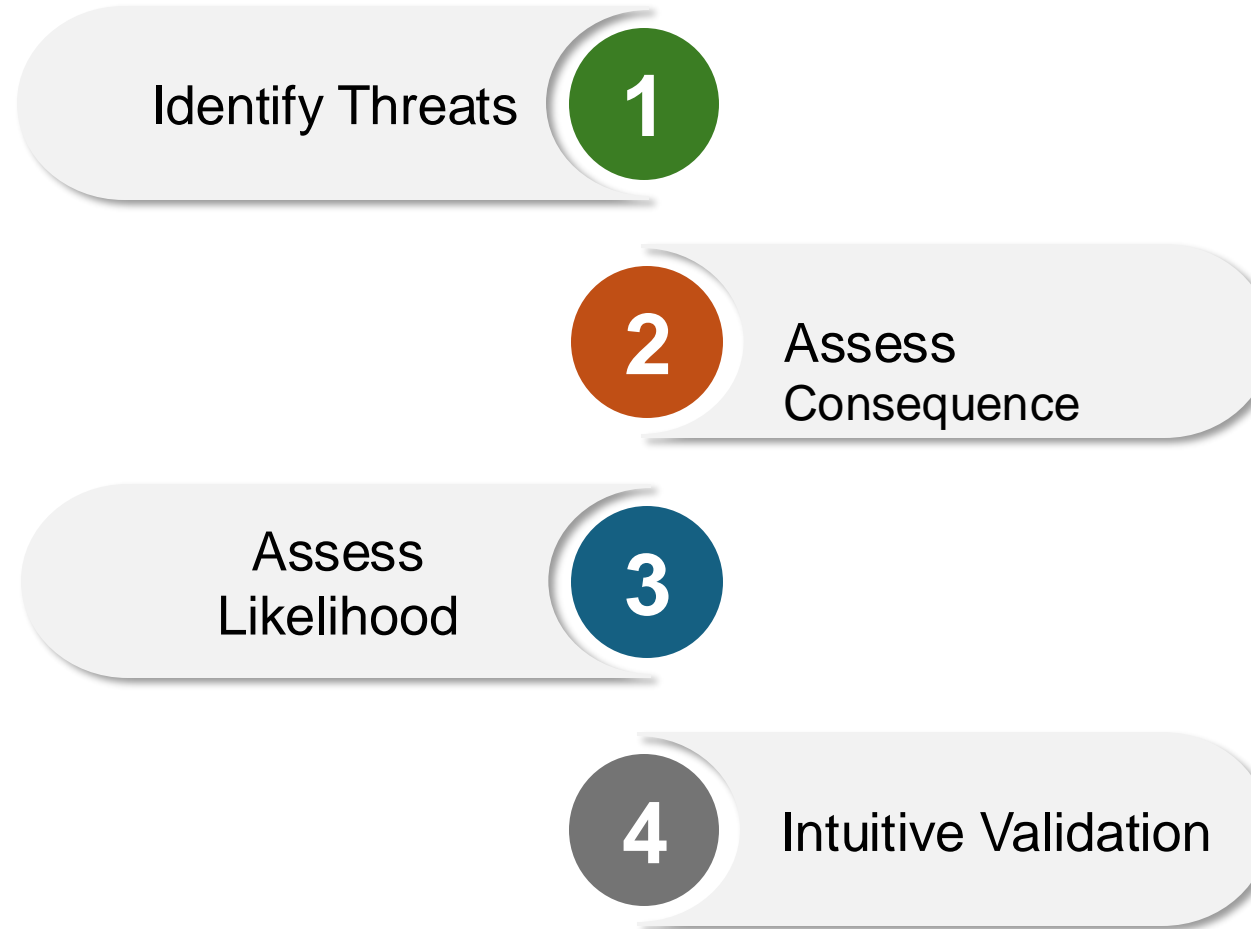 Identify Threats
1
2
Assess
Consequence
Assess
Likelihood
3
4
Intuitive Validation